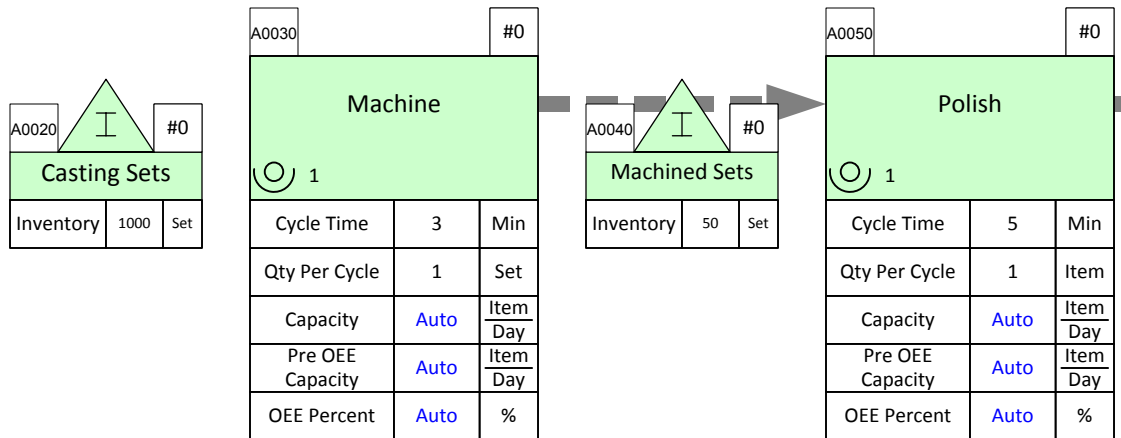 A0020
I
#0
Casting Sets
Inventory 1000 Set
A0030
#0
Machine
1
Cycle Time 3 Min
Qty Per Cycle 1 Set
Capacity Auto Item
Day
Pre OEE
Capacity Auto Item
Day
OEE Percent Auto %
A0040
I
#0
Machined Sets
Inventory 50 Set
A0050
#0
Polish
1
Cycle Time 5 Min
Qty Per Cycle 1 Item
Capacity Auto Item
Day
Pre OEE
Capacity Auto Item
Day
OEE Percent Auto %